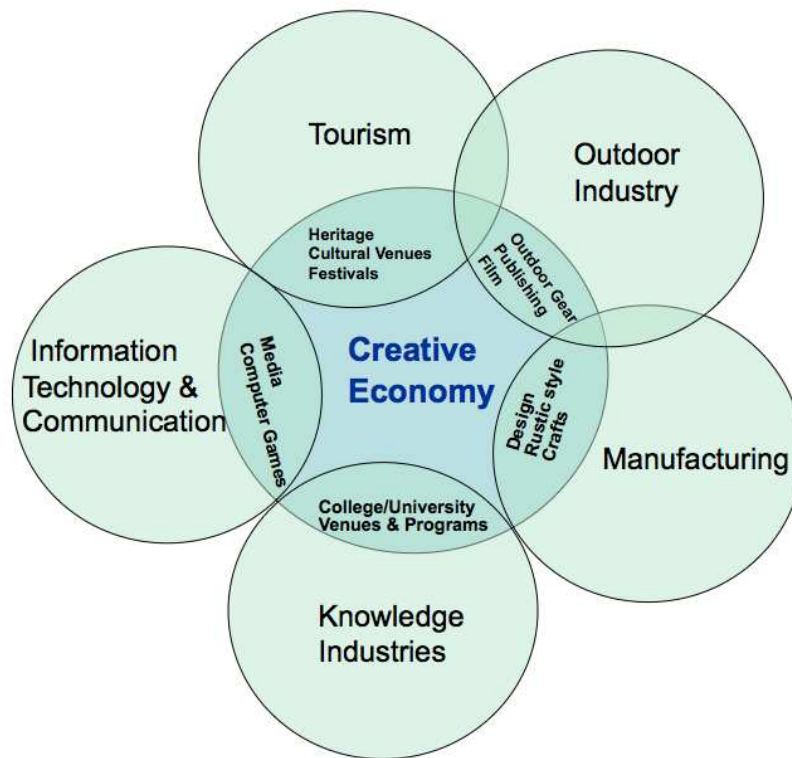 Tourism
Outdoor
Industry
Heritage
Cultural Venues
Festivals
Outdoor Gear
Publishing
Film
Information
Technology &
Communication
Media
Computer Games
Creative
Economy
Design
Rustic style
Crafts
Manufacturing
College/University
Venues & Programs
Knowledge
Industries